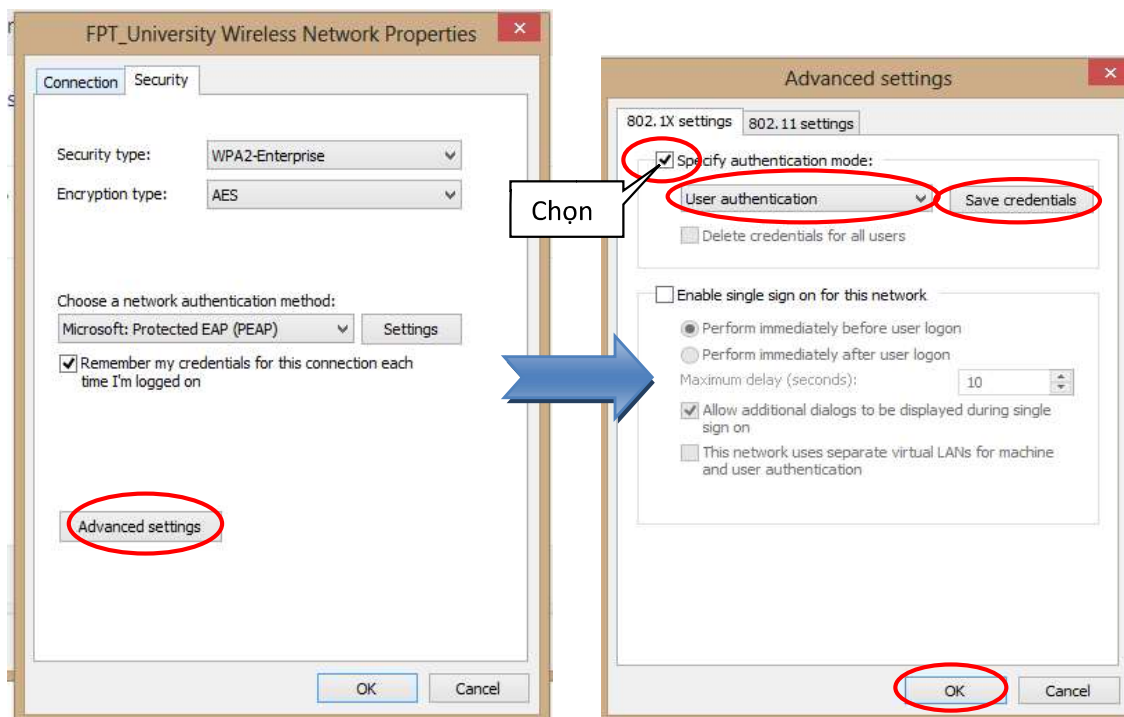 FPT_University Wireless Network Properties
Connection
Security
Security type:
WPA2-Enterprise
Encryption type:
AES
Choose a network authentication method:
Microsoft: Protected EAP (PEAP)
Settings
Remember my credentials for this connection each
time I'm logged on
Advanced settings
OK
Cancel
Chọn
Advanced settings
802.1X settings
802.11 settings
Specify authentication mode:
User authentication
Save credentials
Delete credentials for all users
Enable single sign on for this network
Perform immediately before user logon
Perform immediately after user logon
Maximum delay (seconds):
10
Allow additional dialogs to be displayed during single
sign on
This network uses separate virtual LANs for machine
and user authentication
OK
Cancel